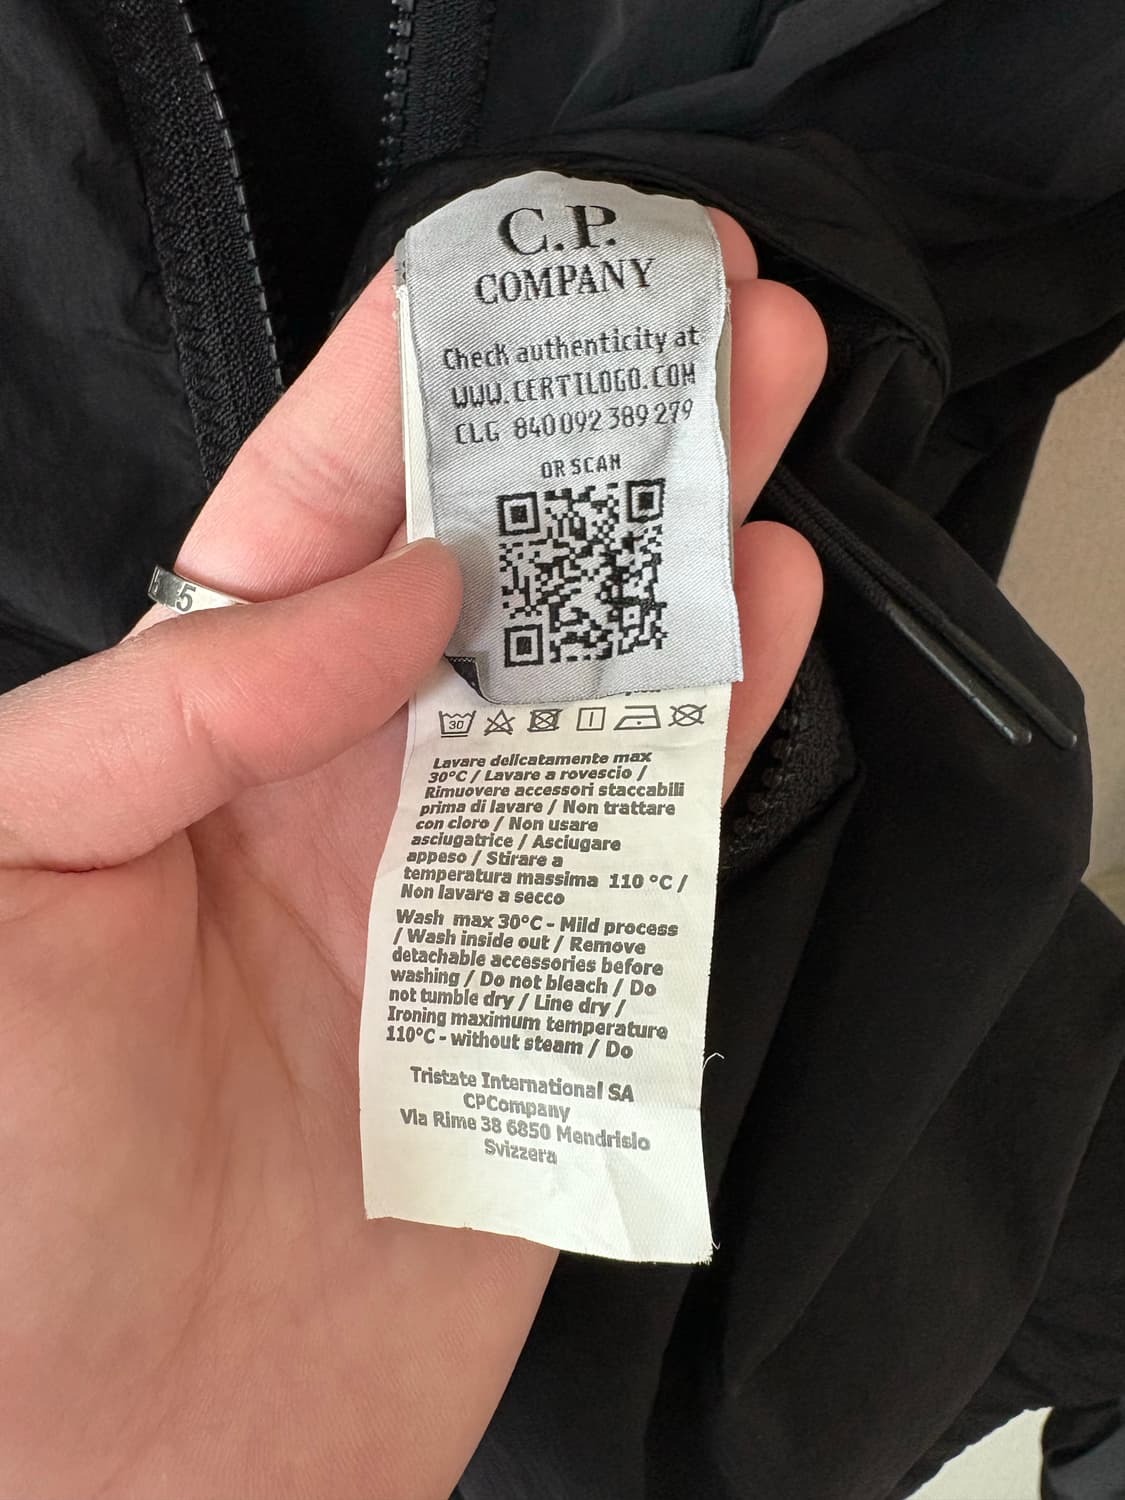 C.P.
COMPANY
Check authenticity at
WWW.CERTILOGO.COM
CLG 840 092 389 279
OR SCAN
5
30
Lavare delicatamente max
30°C / Lavare a rovescio /
Rimuovere accessori staccabili
prima di lavare / Non trattare
con cloro / Non usare
asciugatrice / Asciugare
appeso / Stirare a
temperatura massima 110 °C /
Non lavare a secco
Wash max 30°C - Mild process
/ Wash inside out / Remove
detachable accessories before
washing / Do not bleach / Do
not tumble dry / Line dry /
Ironing maximum temperature
110°C - without steam / Do
Tristate International SA
CPCompany
Via Rime 38 6850 Mendrisio
Svizzera